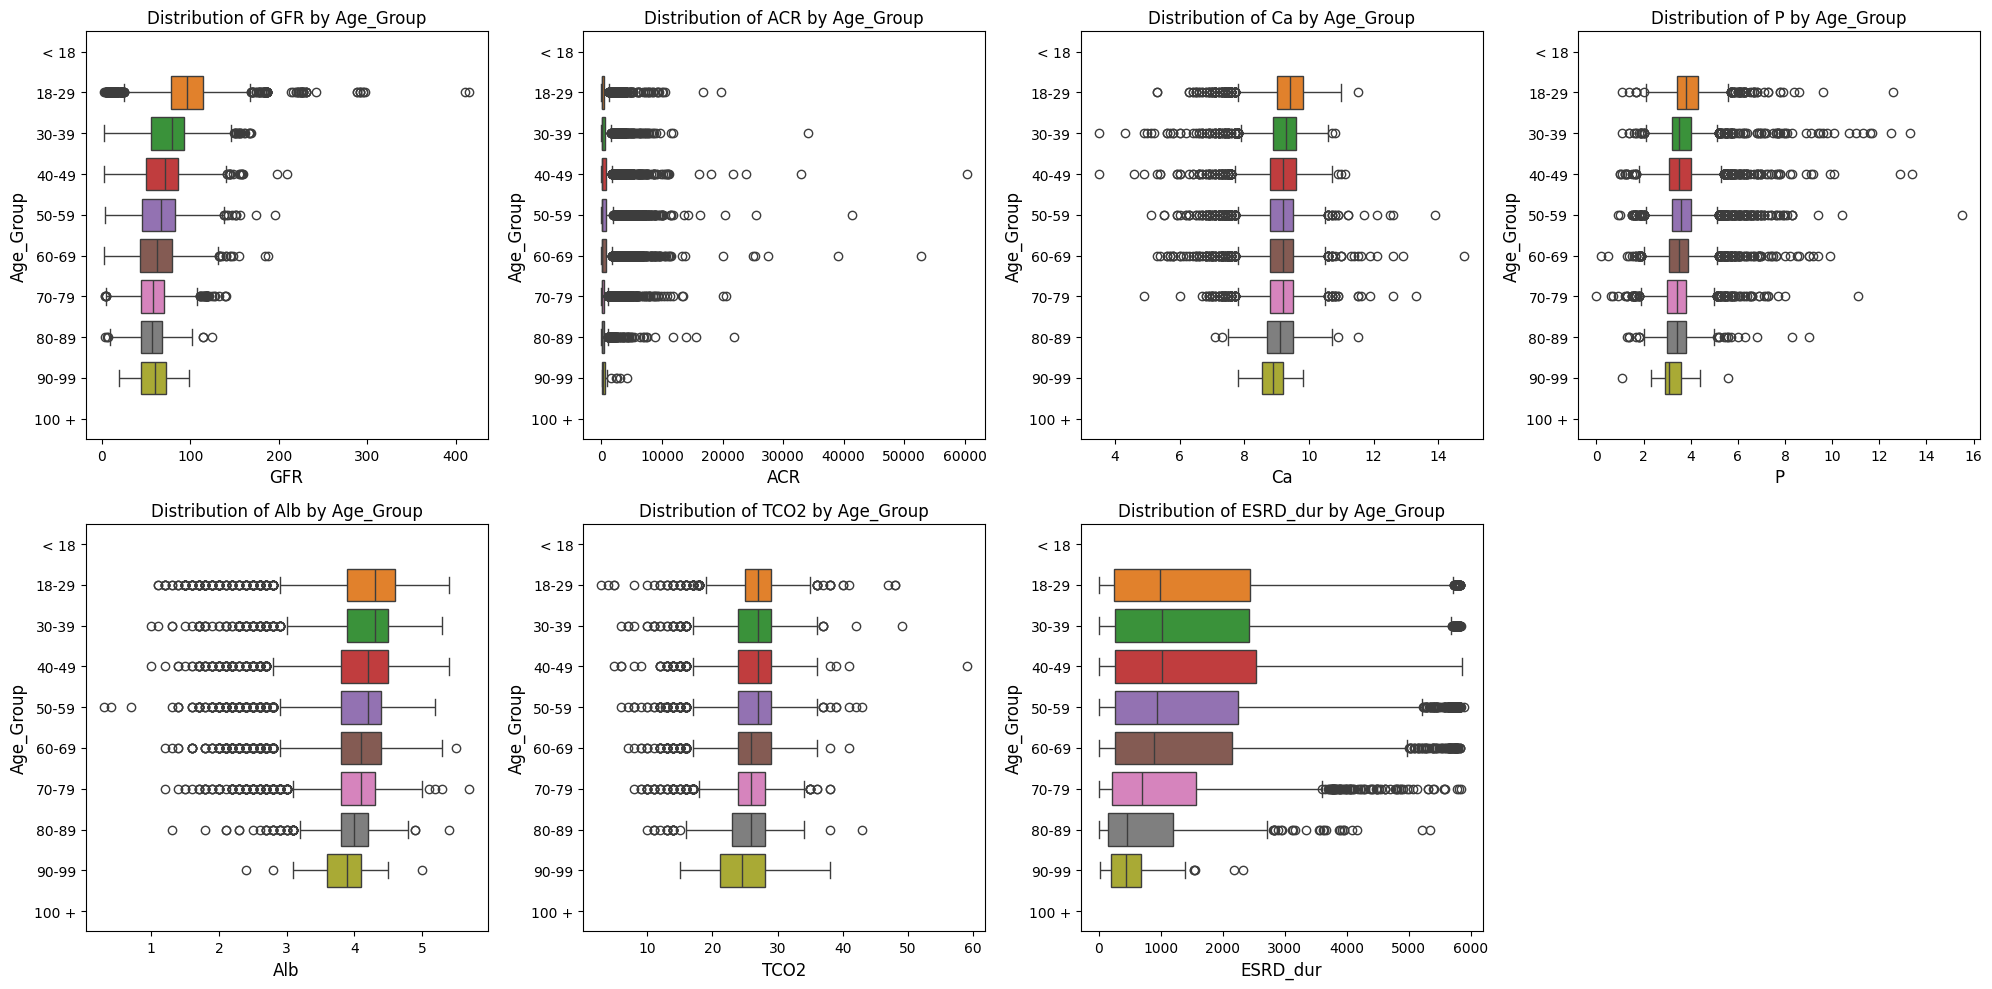 Distribution of GFR by Age_Group
Age_Group
< 18
18-29
30-39
40-49
50-59
60-69
70-79
80-89
90-99
100 +
0 100 200 300 400
GFR
Distribution of ACR by Age_Group
Age_Group
< 18
18-29
30-39
40-49
50-59
60-69
70-79
80-89
90-99
100 +
0 10000 20000 30000 40000 50000 60000
ACR
Distribution of Ca by Age_Group
Age_Group
< 18
18-29
30-39
40-49
50-59
60-69
70-79
80-89
90-99
100 +
4 6 8 10 12 14
Ca
Distribution of P by Age_Group
Age_Group
< 18
18-29
30-39
40-49
50-59
60-69
70-79
80-89
90-99
100 +
0 2 4 6 8 10 12 14 16
P
Distribution of Alb by Age_Group
Age_Group
< 18
18-29
30-39
40-49
50-59
60-69
70-79
80-89
90-99
100 +
1 2 3 4 5
Alb
Distribution of TCO2 by Age_Group
Age_Group
< 18
18-29
30-39
40-49
50-59
60-69
70-79
80-89
90-99
100 +
10 20 30 40 50 60
TCO2
Distribution of ESRD_dur by Age_Group
Age_Group
< 18
18-29
30-39
40-49
50-59
60-69
70-79
80-89
90-99
100 +
0 1000 2000 3000 4000 5000 6000
ESRD_dur